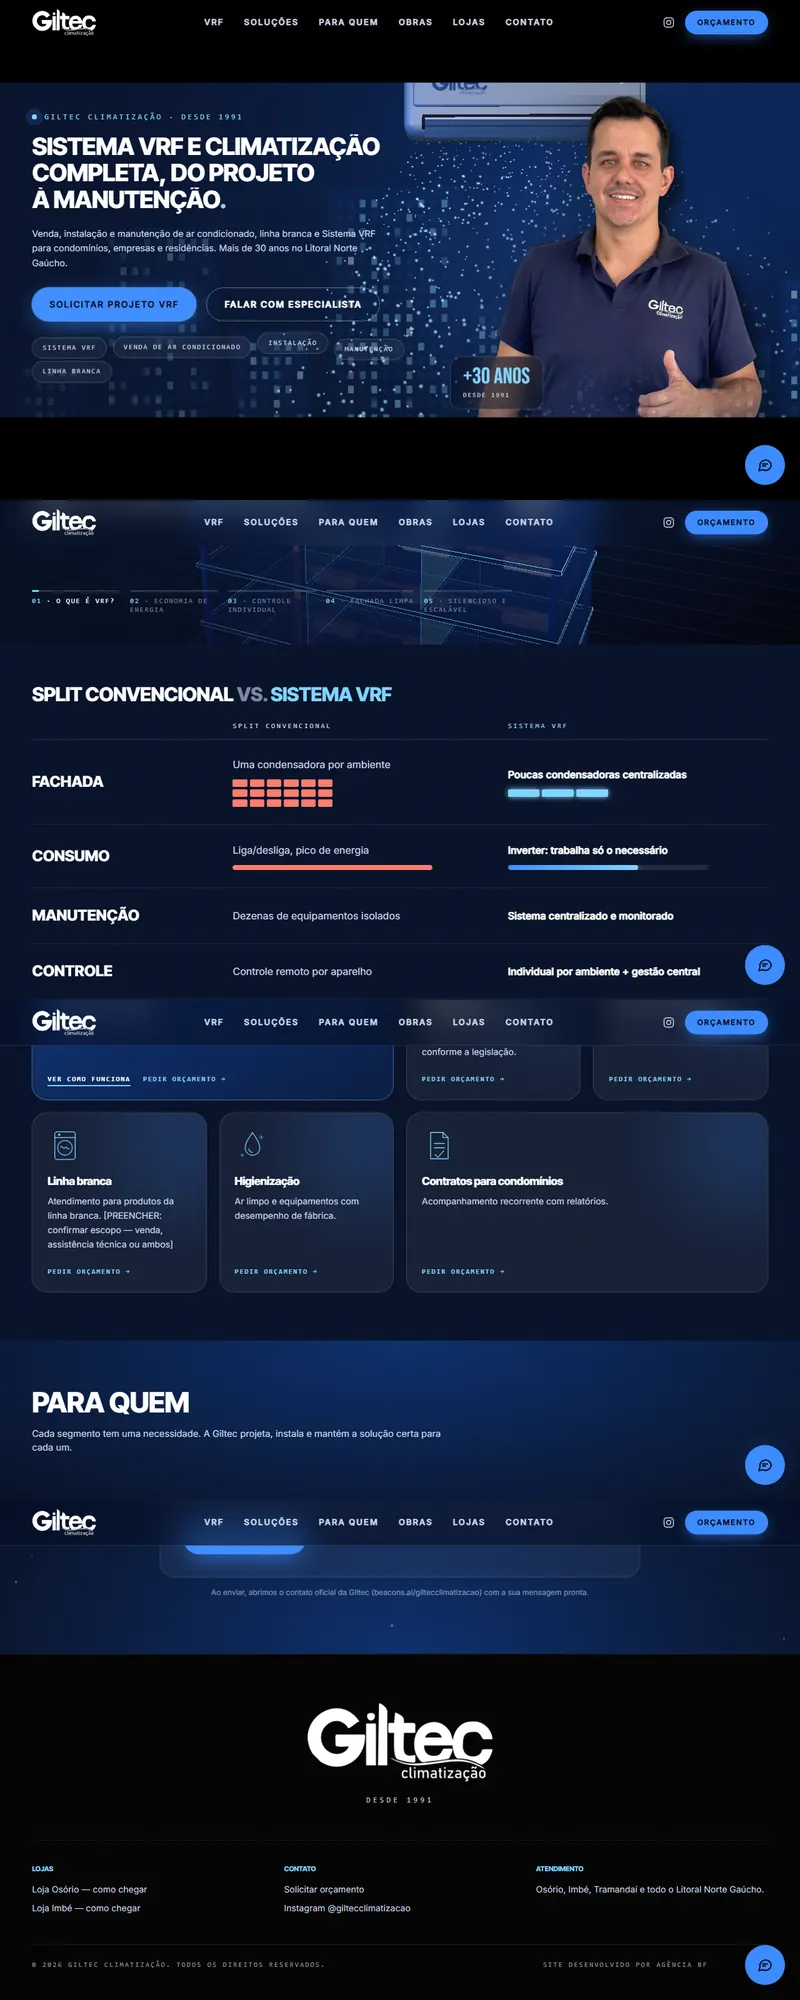 Giltec
climatização
VRF SOLUÇÕES PARA QUEM OBRAS LOJAS CONTATO
ORÇAMENTO
Giltec
GILTEC CLIMATIZAÇÃO - DESDE 1991
SISTEMA VRF E CLIMATIZAÇÃO
COMPLETA, DO PROJETO
À MANUTENÇÃO.
Venda, instalação e manutenção de ar condicionado, linha branca e Sistema VRF
para condomínios, empresas e residências. Mais de 30 anos no Litoral Norte
Gaúcho.
SOLICITAR PROJETO VRF
FALAR COM ESPECIALISTA
SISTEMA VRF
VENDA DE AR CONDICIONADO
INSTALAÇÃO
MANUTENÇÃO
LINHA BRANCA
Giltec
Climatização
+30 ANOS
DESDE 1991
Giltec
climatização
VRF SOLUÇÕES PARA QUEM OBRAS LOJAS CONTATO
ORÇAMENTO
01 · O QUE É VRF?
02 · ECONOMIA DE
ENERGIA
03 · CONTROLE
INDIVIDUAL
04 · FACHADA LIMPA
05 · SILENCIOSO E
ESCALÁVEL
SPLIT CONVENCIONAL VS. SISTEMA VRF
SPLIT CONVENCIONAL
SISTEMA VRF
FACHADA
Uma condensadora por ambiente
Poucas condensadoras centralizadas
CONSUMO
Liga/desliga, pico de energia
Inverter: trabalha só o necessário
MANUTENÇÃO
Dezenas de equipamentos isolados
Sistema centralizado e monitorado
CONTROLE
Controle remoto por aparelho
Individual por ambiente + gestão central
Giltec
climatização
VRF SOLUÇÕES PARA QUEM OBRAS LOJAS CONTATO
ORÇAMENTO
conforme a legislação.
VER COMO FUNCIONA
PEDIR ORÇAMENTO →
PEDIR ORÇAMENTO →
PEDIR ORÇAMENTO →
Linha branca
Atendimento para produtos da
linha branca. [PREENCHER:
confirmar escopo — venda,
assistência técnica ou ambos]
PEDIR ORÇAMENTO →
Higienização
Ar limpo e equipamentos com
desempenho de fábrica.
PEDIR ORÇAMENTO →
Contratos para condomínios
Acompanhamento recorrente com relatórios.
PEDIR ORÇAMENTO →
PARA QUEM
Cada segmento tem uma necessidade. A Giltec projeta, instala e mantém a solução certa para
cada um.
Giltec
climatização
VRF SOLUÇÕES PARA QUEM OBRAS LOJAS CONTATO
ORÇAMENTO
Ao enviar, abrimos o contato oficial da Giltec (beacons.ai/giltecclimatizacao) com a sua mensagem pronta.
Giltec
climatização
DESDE 1991
LOJAS
Loja Osório — como chegar
Loja Imbé — como chegar
CONTATO
Solicitar orçamento
Instagram @giltecclimatizacao
ATENDIMENTO
Osório, Imbé, Tramandaí e todo o Litoral Norte Gaúcho.
© 2026 GILTEC CLIMATIZAÇÃO. TODOS OS DIREITOS RESERVADOS.
SITE DESENVOLVIDO POR AGÊNCIA BF